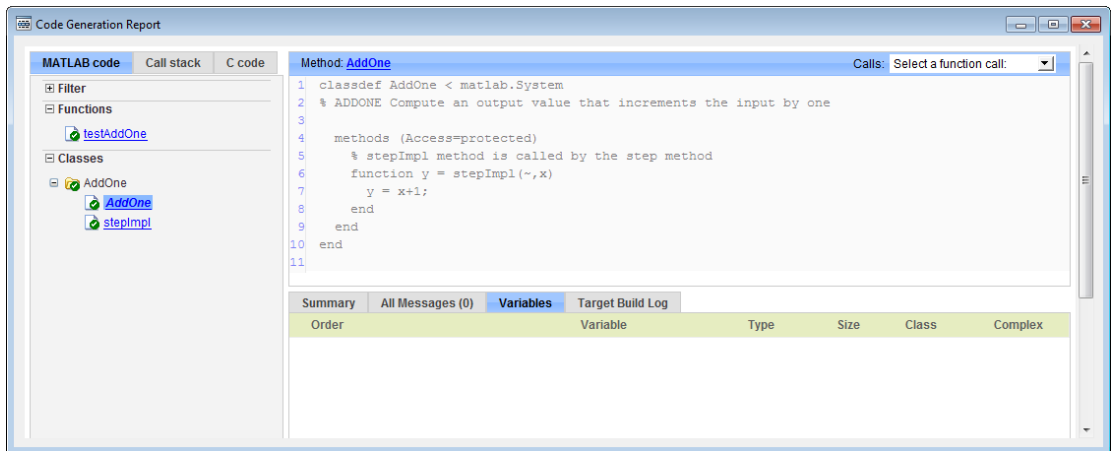 Code Generation Report
MATLAB code Call stack C code
Filter
Functions
testAddOne
Classes
AddOne
AddOne
stepImpl
Method: AddOne Calls: Select a function call:
1 classdef AddOne < matlab.System
2 % ADDONE Compute an output value that increments the input by one
3
4 methods (Access=protected)
5 % stepImpl method is called by the step method
6 function y = stepImpl(~,x)
7 y = x+1;
8 end
9 end
10 end
11
Summary All Messages (0) Variables Target Build Log
Order Variable Type Size Class Complex